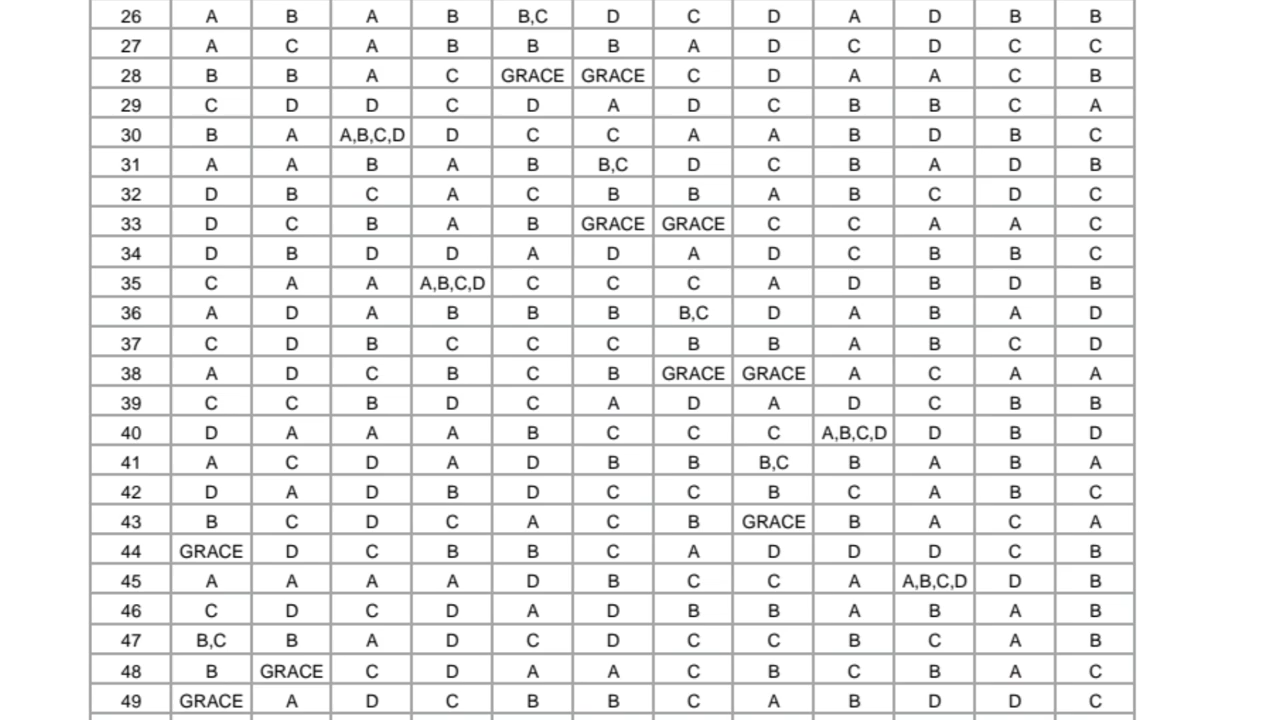 26 A B A B B,C D C D A D B B
27 A C A B B B A D C D C C
28 B B A C GRACE GRACE C D A A C B
29 C D D C D A D C B B C A
30 B A A,B,C,D D C C A A B D B C
31 A A B A B B,C D C B A D B
32 D B C A C B B A B C D C
33 D C B A B GRACE GRACE C C A A C
34 D B D D A D A D C B B C
35 C A A A,B,C,D C C C A D B D B
36 A D A B B B B,C D A B A D
37 C D B C C C B B A B C D
38 A D C B C B GRACE GRACE A C A A
39 C C B D C A D A D C B B
40 D A A A B C C C A,B,C,D D B D
41 A C D A D B B B,C B A B A
42 D A D B D C C B C A B C
43 B C D C A C B GRACE B A C A
44 GRACE D C B B C A D D D C B
45 A A A A D B C C A A,B,C,D D B
46 C D C D A D B B A B A B
47 B,C B A D C D C C B C A B
48 B GRACE C D A A C B C B A C
49 GRACE A D C B B C A B D D C